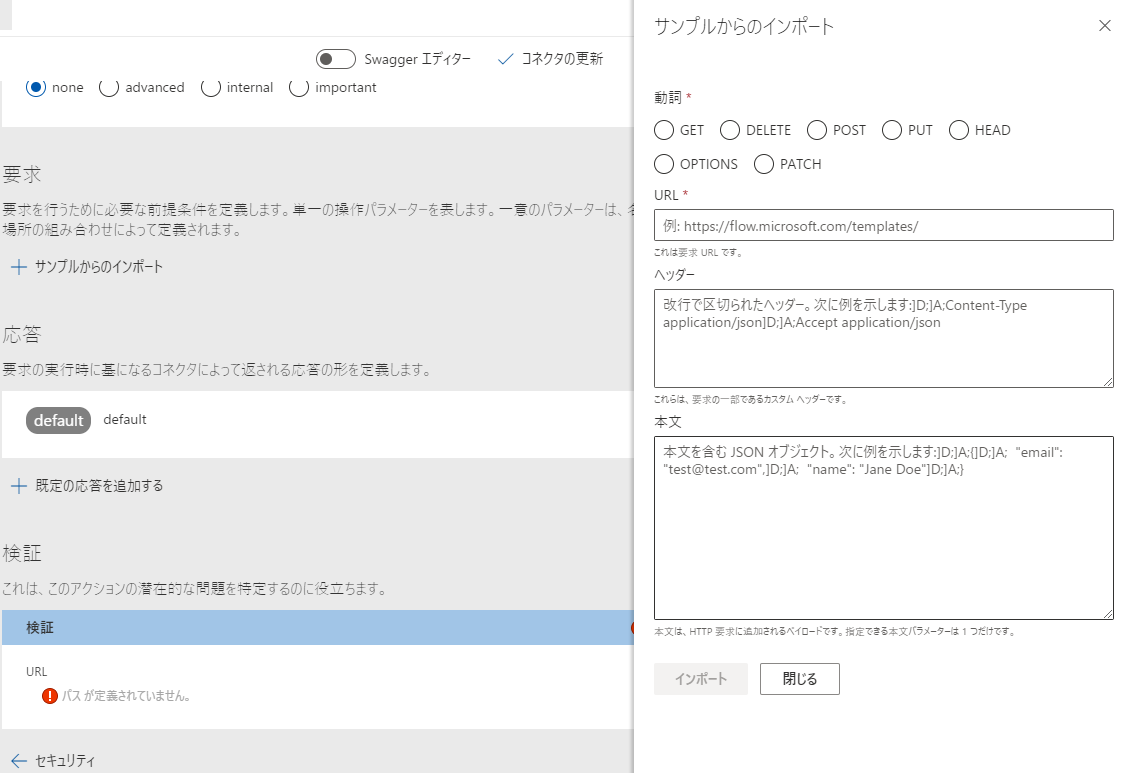 Swagger エディター
コネクタの更新
none
advanced
internal
important
要求
要求を行うために必要な前提条件を定義します。単一の操作パラメーターを表します。一意のパラメーターは、
場所の組み合わせによって定義されます。
サンプルからのインポート
応答
要求の実行時に基になるコネクタによって返される応答の形を定義します。
default
default
既定の応答を追加する
検証
これは、このアクションの潜在的な問題を特定するのに役立ちます。
検証
URL
パス が定義されていません。
セキュリティ
サンプルからのインポート
動詞 *
GET
DELETE
POST
PUT
HEAD
OPTIONS
PATCH
URL *
例: https://flow.microsoft.com/templates/
これは要求 URL です。
ヘッダー
改行で区切られたヘッダー。次に例を示します:]D;]A;Content-Type
application/json]D;]A;Accept application/json
これらは、要求の一部であるカスタム ヘッダーです。
本文
本文を含む JSON オブジェクト。次に例を示します:]D;]A;{]D;]A;  "email":
"test@test.com",]D;]A;  "name": "Jane Doe"]D;]A;}
本文は、HTTP 要求に追加されるペイロードです。指定できる本文パラメーターは 1 つだけです。
インポート
閉じる